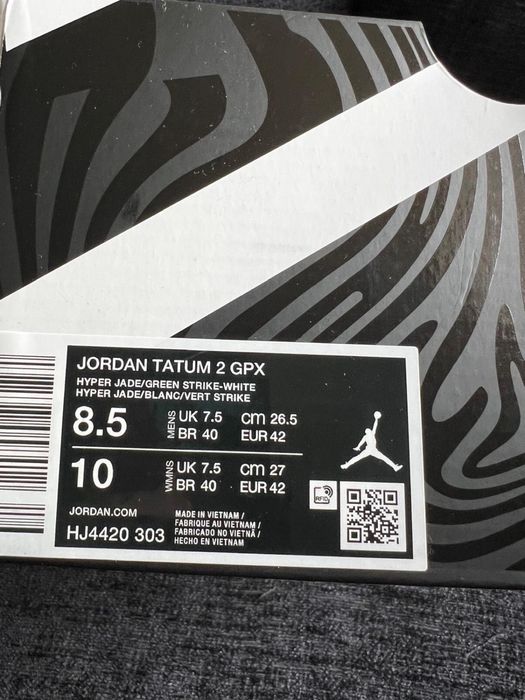 JORDAN TATUM 2 GPX
HYPER JADE/GREEN STRIKE-WHITE
HYPER JADE/BLANC/VERT STRIKE
8.5 MENS UK 7.5 CM 26.5
BR 40 EUR 42
10 WMNS UK 7.5 CM 27
BR 40 EUR 42
RFID
JORDAN.COM
HJ4420 303
MADE IN VIETNAM /
FABRIQUE AU VIETNAM /
FABRICADO NO VIETNÃ /
HECHO EN VIETNAM